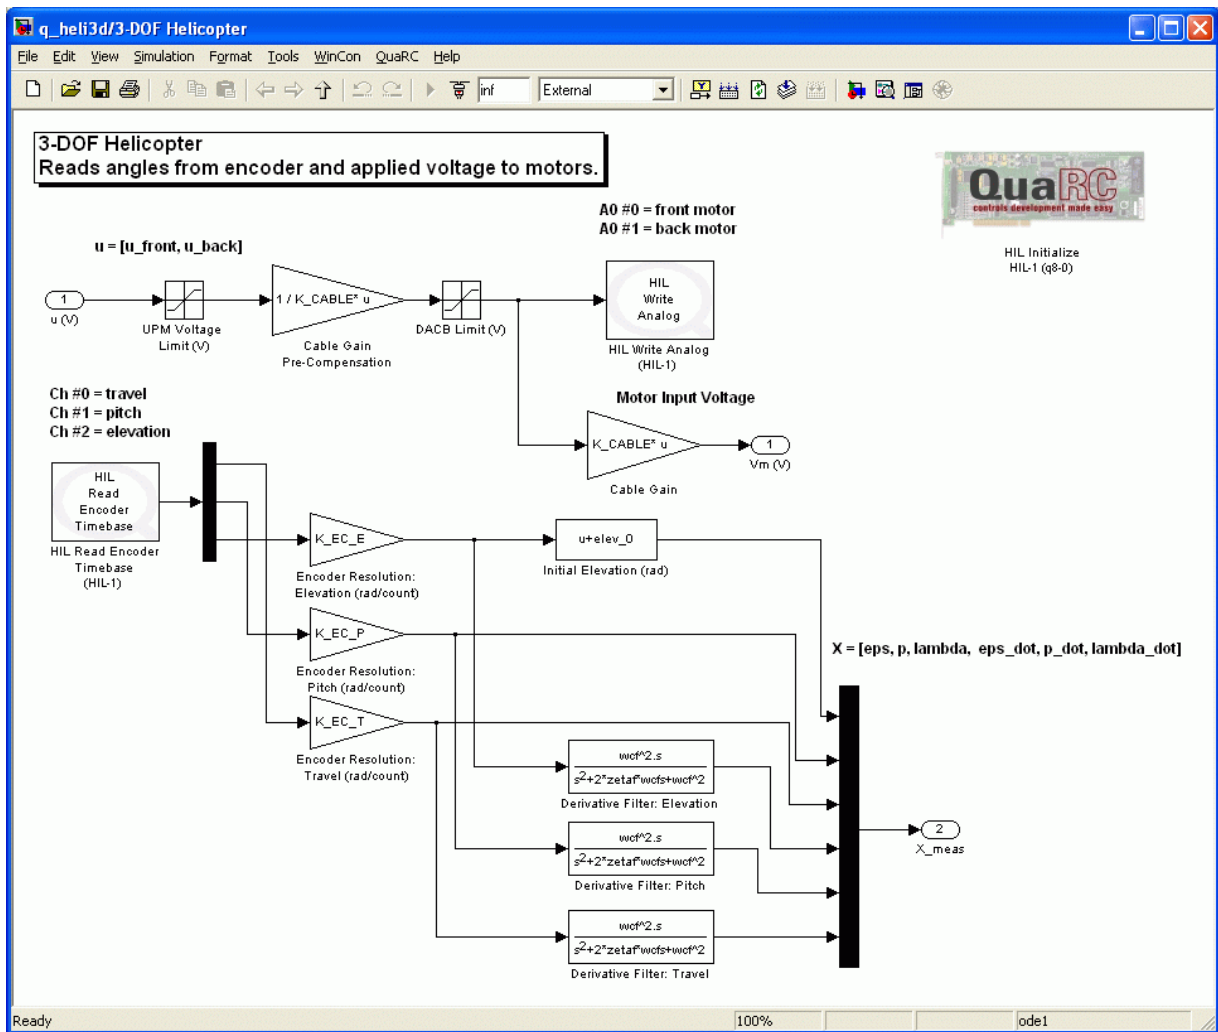 q_heli3d/3-DOF Helicopter
File Edit View Simulation Format Tools WinCon QuaRC Help
inf External
3-DOF Helicopter
Reads angles from encoder and applied voltage to motors.
QuaRC
controls development made easy
HIL Initialize
HIL-1 (q8-0)
A0 #0 = front motor
A0 #1 = back motor
u = [u_front, u_back]
1
u (V)
UPM Voltage
Limit (V)
1 / K_CABLE* u
Cable Gain
Pre-Compensation
DACB Limit (V)
HIL
Write
Analog
HIL Write Analog
(HIL-1)
Motor Input Voltage
K_CABLE* u
Cable Gain
1
Vm (V)
Ch #0 = travel
Ch #1 = pitch
Ch #2 = elevation
HIL
Read
Encoder
Timebase
HIL Read Encoder
Timebase
(HIL-1)
K_EC_E
Encoder Resolution:
Elevation (rad/count)
u+elev_0
Initial Elevation (rad)
K_EC_P
Encoder Resolution:
Pitch (rad/count)
K_EC_T
Encoder Resolution:
Travel (rad/count)
X = [eps, p, lambda,  eps_dot, p_dot, lambda_dot]
wcf^2.s
s2+2*zetaf*wcfs+wcf^2
Derivative Filter: Elevation
wcf^2.s
s2+2*zetaf*wcfs+wcf^2
Derivative Filter: Pitch
wcf^2.s
s2+2*zetaf*wcfs+wcf^2
Derivative Filter: Travel
2
X_meas
Ready 100% ode1